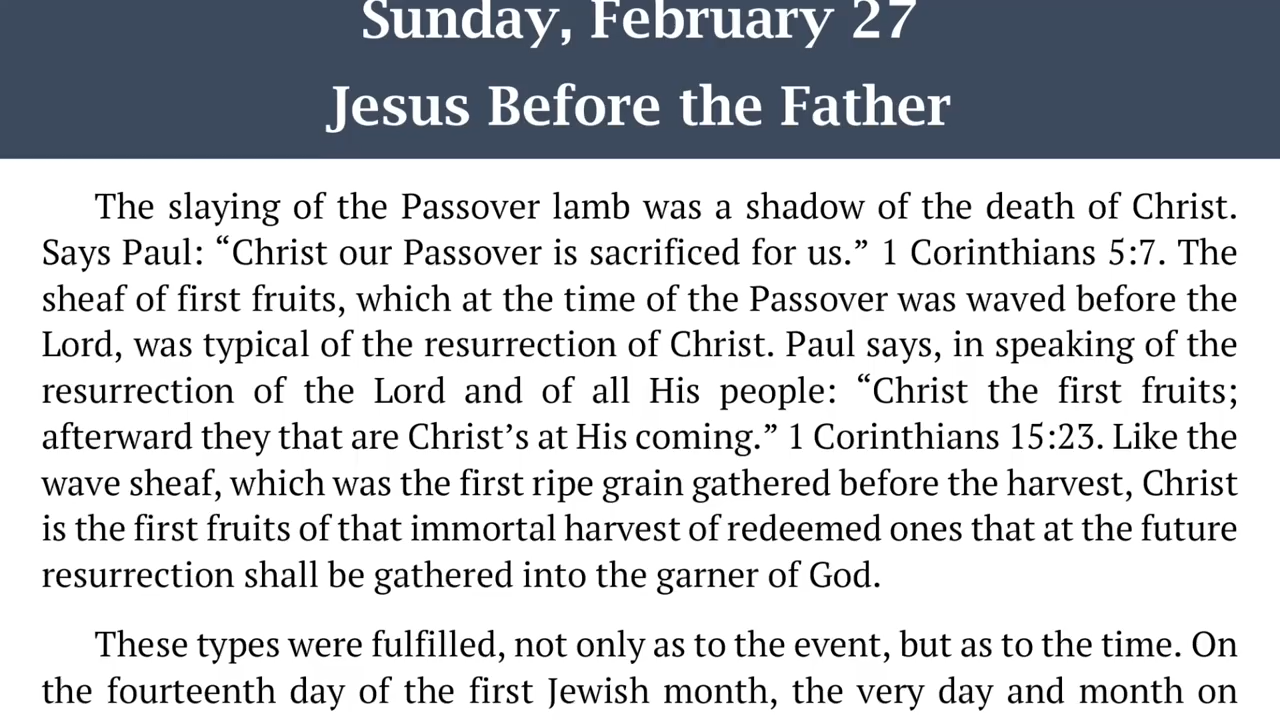 Sunday, February 27
Jesus Before the Father
The slaying of the Passover lamb was a shadow of the death of Christ.
Says Paul: “Christ our Passover is sacrificed for us.” 1 Corinthians 5:7. The
sheaf of first fruits, which at the time of the Passover was waved before the
Lord, was typical of the resurrection of Christ. Paul says, in speaking of the
resurrection of the Lord and of all His people: “Christ the first fruits;
afterward they that are Christ’s at His coming.” 1 Corinthians 15:23. Like the
wave sheaf, which was the first ripe grain gathered before the harvest, Christ
is the first fruits of that immortal harvest of redeemed ones that at the future
resurrection shall be gathered into the garner of God.
These types were fulfilled, not only as to the event, but as to the time. On
the fourteenth day of the first Jewish month, the very day and month on